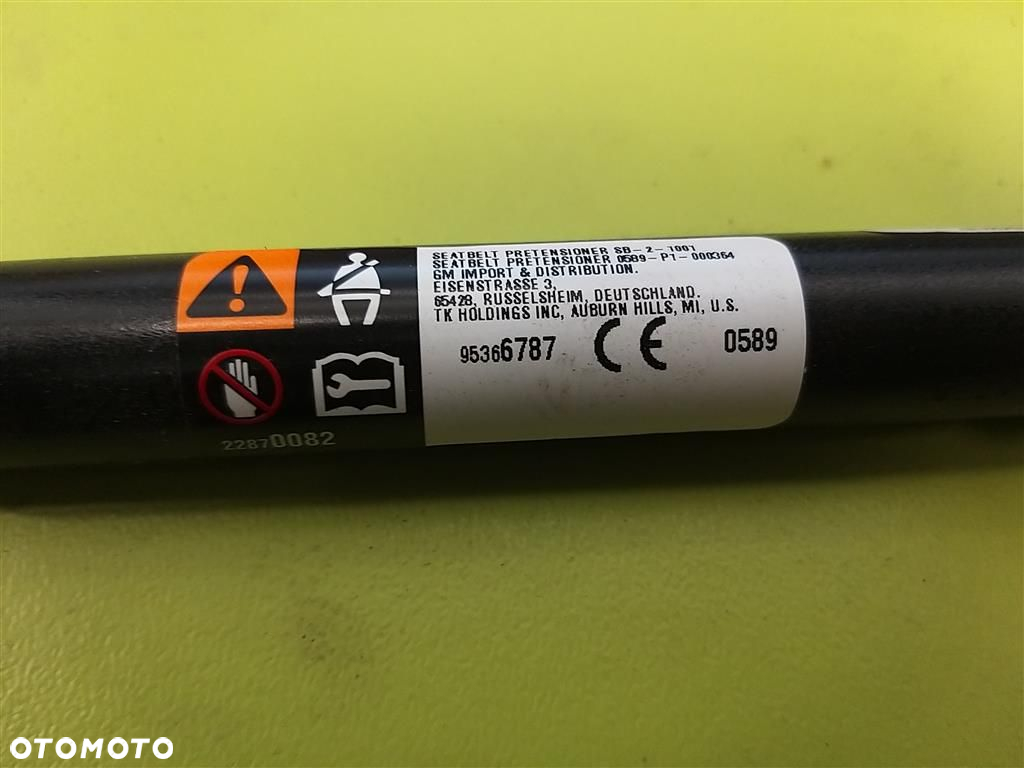 SEATBELT PRETENSIONER SB-2-1001
SEATBELT PRETENSIONER 0589-P1-000364
GM IMPORT & DISTRIBUTION.
EISENSTRASSE 3,
65428, RUSSELSHEIM, DEUTSCHLAND.
TK HOLDINGS INC, AUBURN HILLS, MI, U.S.
95366787 CE 0589
22870082
OTOMOTO